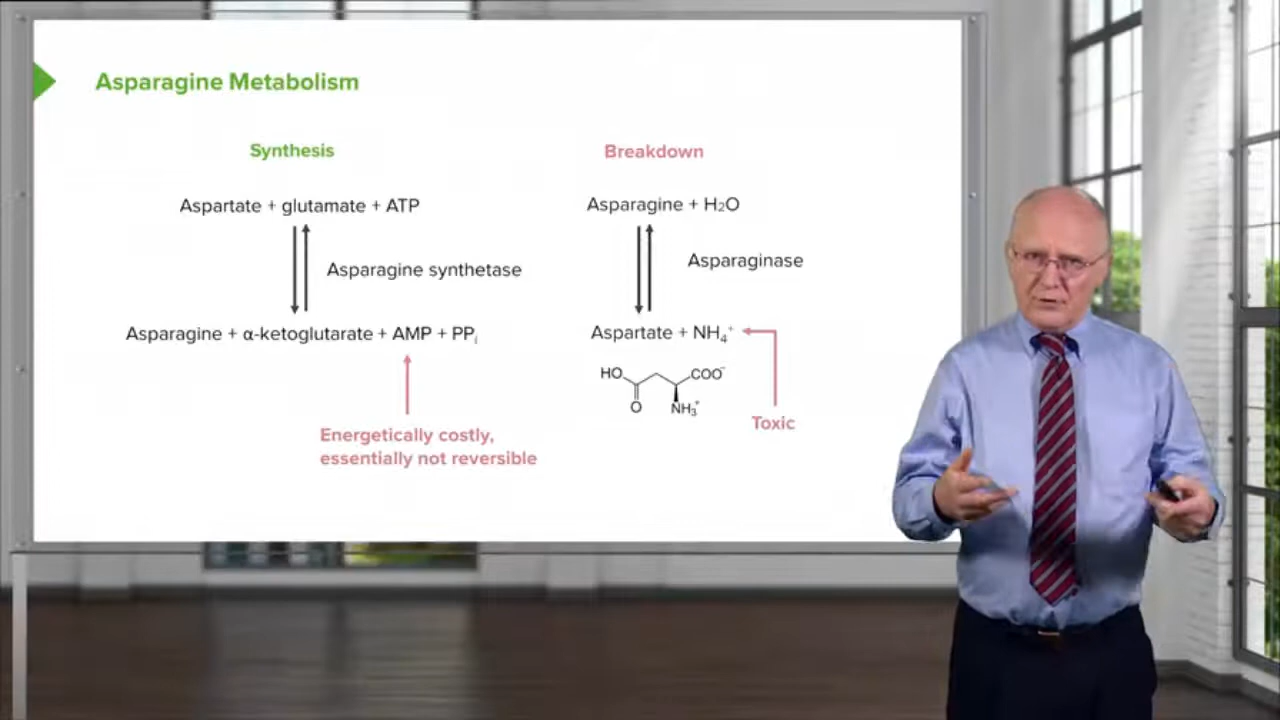 Asparagine Metabolism
Synthesis
Aspartate + glutamate + ATP
Asparagine synthetase
Asparagine + α-ketoglutarate + AMP + PPᵢ
Energetically costly,
essentially not reversible
Breakdown
Asparagine + H₂O
Asparaginase
Aspartate + NH₄⁺
HO
COO⁻
O
NH₃⁺
Toxic